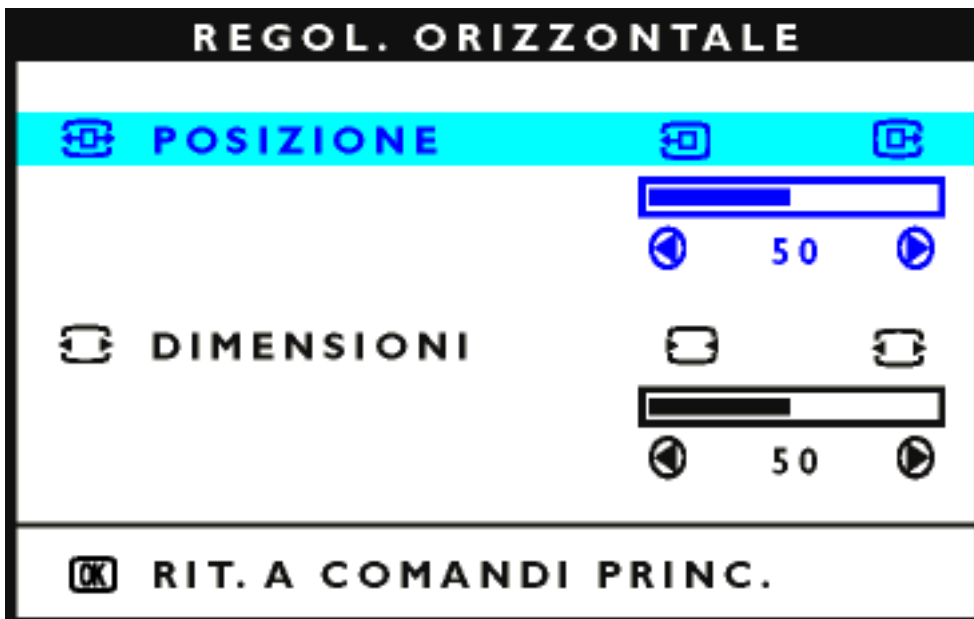 REGOL. ORIZZONTALE
POSIZIONE
50
DIMENSIONI
50
OK RIT. A COMANDI PRINC.